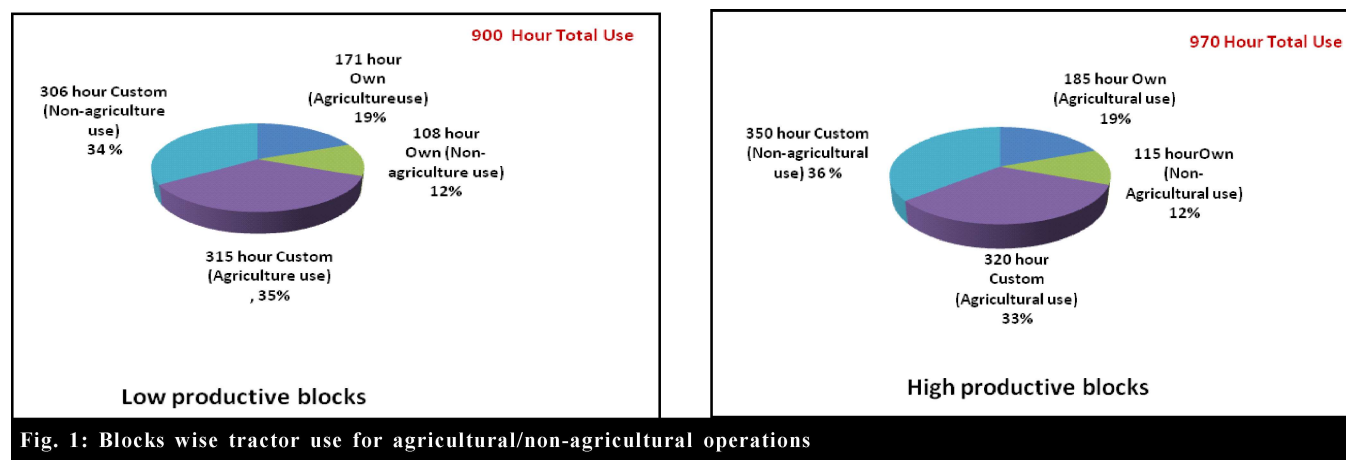 900 Hour Total Use
171 hour
Own
(Agricultureuse)
19%
306 hour Custom
(Non-agriculture
use)
34 %
108 hour
Own (Non-
agriculture use)
12%
315 hour Custom
(Agriculture use)
, 35%
Low productive blocks
970 Hour Total Use
185 hour Own
(Agricultural use)
19%
350 hour Custom
(Non-agricultural
use) 36 %
115 hourOwn
(Non-
Agricultural use)
12%
320 hour
Custom
(Agricultural use)
33%
High productive blocks
Fig. 1: Blocks wise tractor use for agricultural/non-agricultural operations